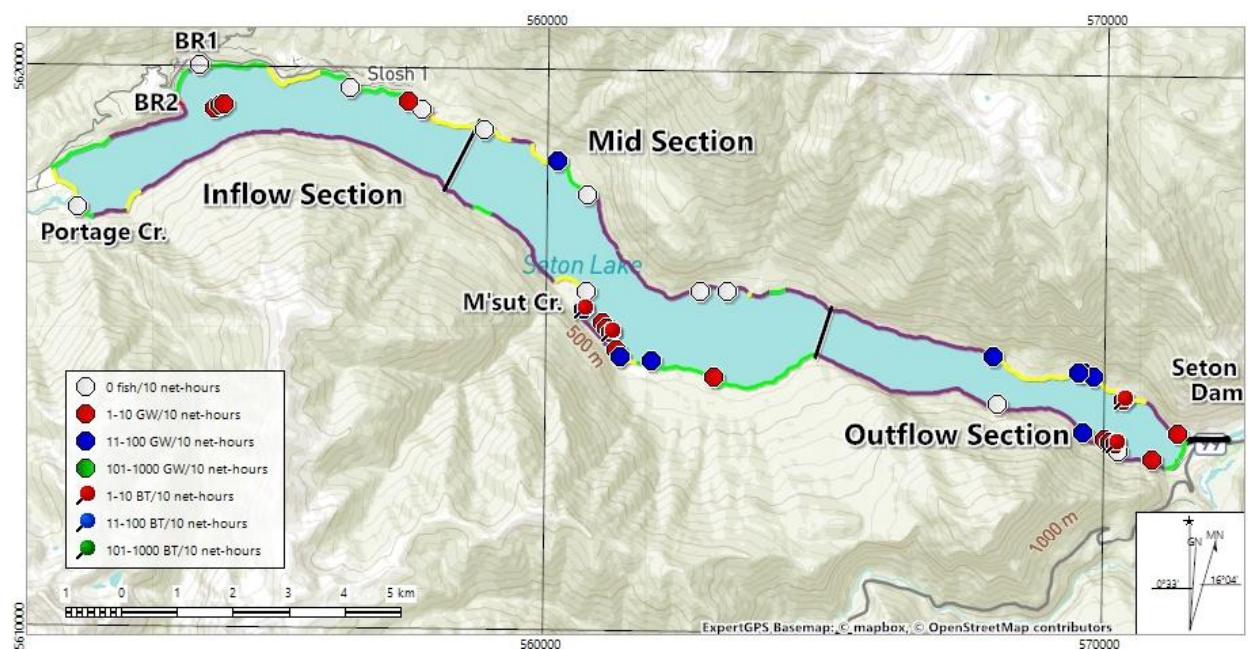 560000
570000
5620000
BR1
Slosh 1
BR2
Mid Section
Inflow Section
Portage Cr.
Seton Lake
M'sut Cr.
500 m
Seton
Dam
Outflow Section
0 fish/10 net-hours
1-10 GW/10 net-hours
11-100 GW/10 net-hours
101-1000 GW/10 net-hours
1-10 BT/10 net-hours
11-100 BT/10 net-hours
101-1000 BT/10 net-hours
1000 m
GN
MN
0°33'
16°04'
1 0 1 2 3 4 5 km
5610000
ExpertGPS Basemap: © mapbox, © OpenStreetMap contributors
560000
570000